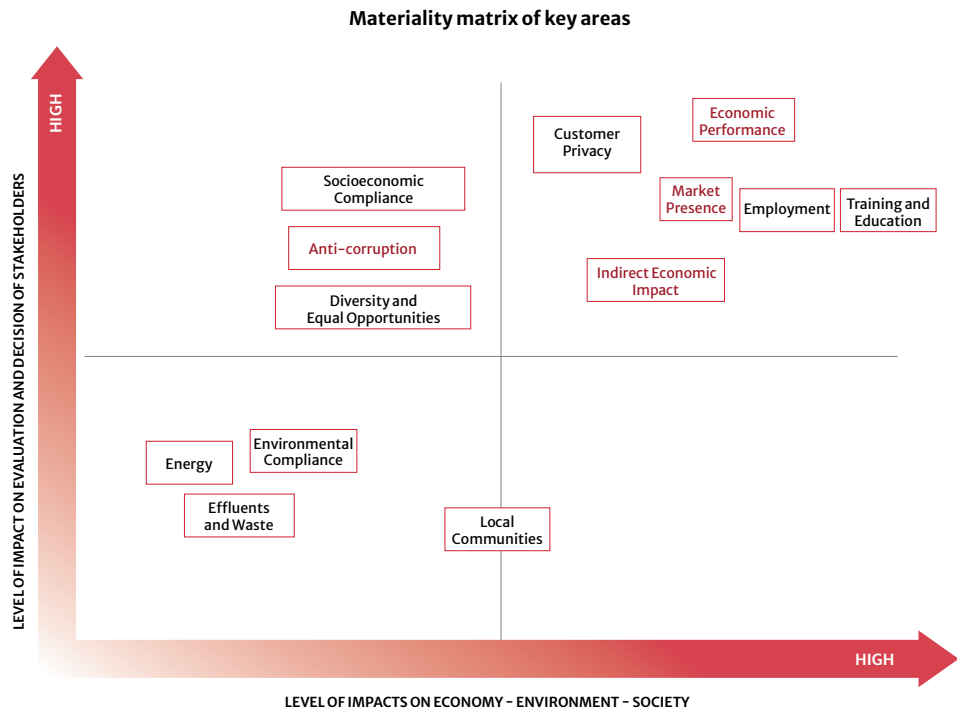 Materiality matrix of key areas
HIGH
LEVEL OF IMPACT ON EVALUATION AND DECISION OF STAKEHOLDERS
Economic
Performance
Customer
Privacy
Socioeconomic
Compliance
Market
Presence
Employment
Training and
Education
Anti-corruption
Indirect Economic
Impact
Diversity and
Equal Opportunities
Energy
Environmental
Compliance
Effluents
and Waste
Local
Communities
HIGH
LEVEL OF IMPACTS ON ECONOMY - ENVIRONMENT - SOCIETY